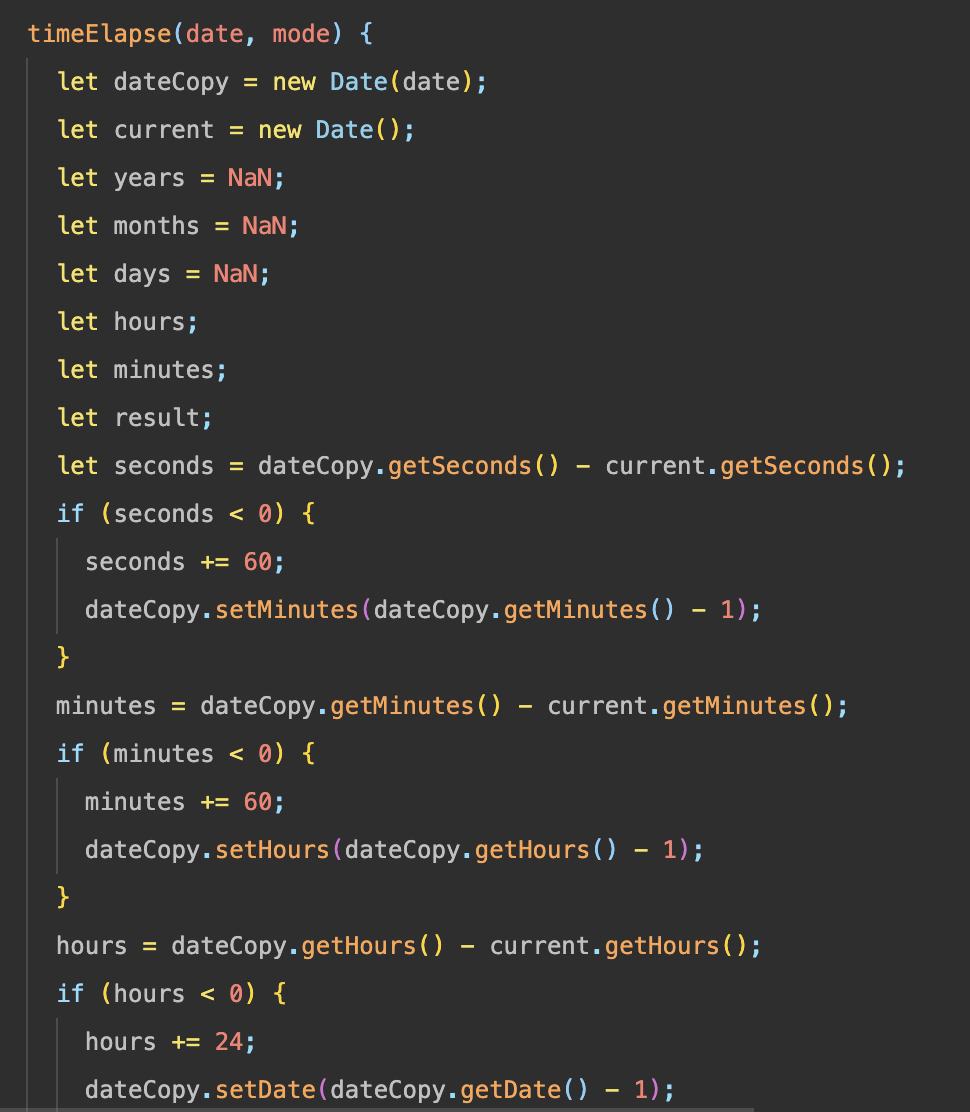 timeElapse(date, mode) {
let dateCopy = new Date(date);
let current = new Date();
let years = NaN;
let months = NaN;
let days = NaN;
let hours;
let minutes;
let result;
let seconds = dateCopy.getSeconds() - current.getSeconds();
if (seconds < 0) {
seconds += 60;
dateCopy.setMinutes(dateCopy.getMinutes() - 1);
}
minutes = dateCopy.getMinutes() - current.getMinutes();
if (minutes < 0) {
minutes += 60;
dateCopy.setHours(dateCopy.getHours() - 1);
}
hours = dateCopy.getHours() - current.getHours();
if (hours < 0) {
hours += 24;
dateCopy.setDate(dateCopy.getDate() - 1);